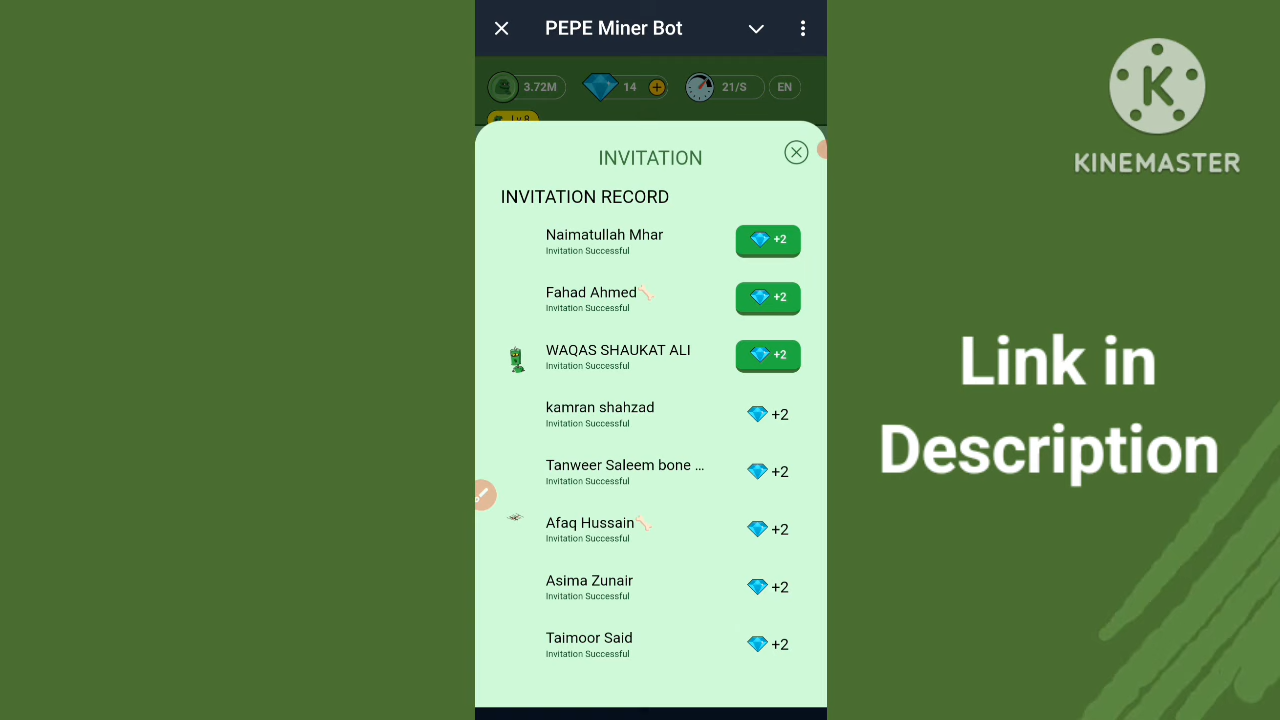 PEPE Miner Bot
3.72M
14
21/S
EN
Lv 8
INVITATION
INVITATION RECORD
Naimatullah Mhar
+2
Invitation Successful
Fahad Ahmed
+2
Invitation Successful
WAQAS SHAUKAT ALI
+2
Invitation Successful
kamran shahzad
+2
Invitation Successful
Tanweer Saleem bone ...
+2
Invitation Successful
Afaq Hussain
+2
Invitation Successful
Asima Zunair
+2
Invitation Successful
Taimoor Said
+2
Invitation Successful
K
KINEMASTER
Link in
Description